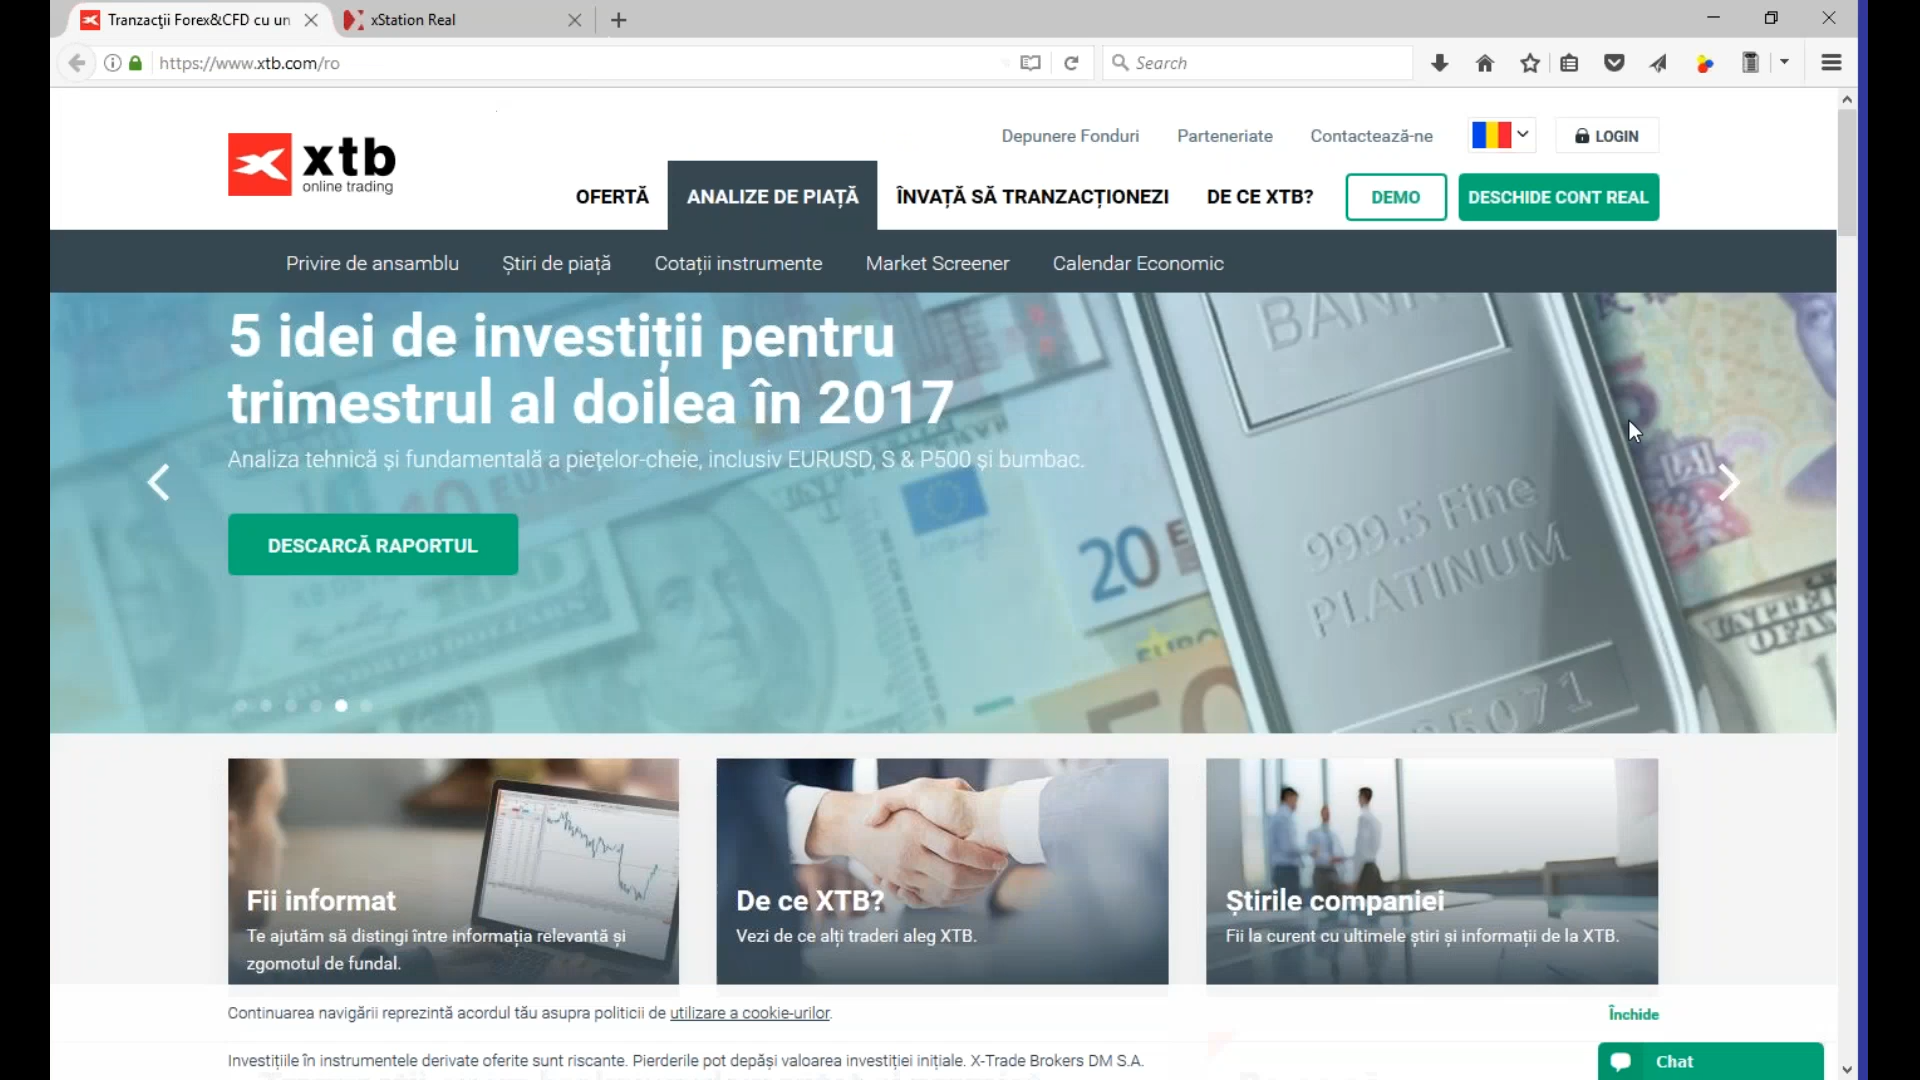 Tranzacţii Forex&CFD cu un
xStation Real
https://www.xtb.com/ro
Search
xtb
online trading
Depunere Fonduri
Parteneriate
Contactează-ne
LOGIN
OFERTĂ
ANALIZE DE PIAȚĂ
ÎNVAȚĂ SĂ TRANZACȚIONEZI
DE CE XTB?
DEMO
DESCHIDE CONT REAL
Privire de ansamblu
Știri de piață
Cotații instrumente
Market Screener
Calendar Economic
5 idei de investiții pentru
trimestrul al doilea în 2017
Analiza tehnică și fundamentală a piețelor-cheie, inclusiv EURUSD, S & P500 și bumbac.
DESCARCĂ RAPORTUL
BANK
999.5 Fine
PLATINUM
20
EURO
50
Fii informat
Te ajutăm să distingi între informația relevantă și
zgomotul de fundal.
De ce XTB?
Vezi de ce alți traderi aleg XTB.
Știrile companiei
Fii la curent cu ultimele știri și informații de la XTB.
Continuarea navigării reprezintă acordul tău asupra politicii de utilizare a cookie-urilor.
Închide
Investițiile în instrumentele derivate oferite sunt riscante. Pierderile pot depăși valoarea investiției inițiale. X-Trade Brokers DM S.A.
Chat